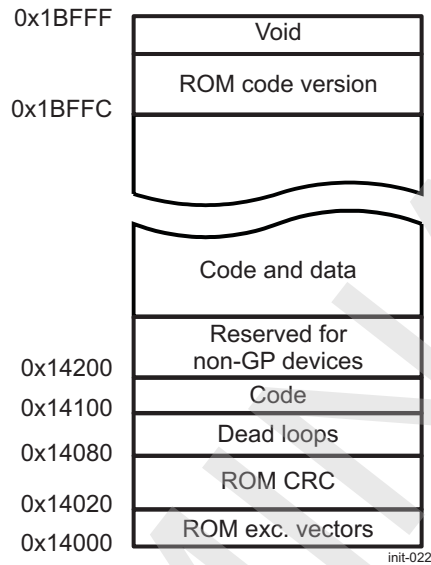 0x1BFFF
Void
ROM code version
0x1BFFC
Code and data
Reserved for
non-GP devices
0x14200
Code
0x14100
Dead loops
0x14080
ROM CRC
0x14020
ROM exc. vectors
0x14000
init-022